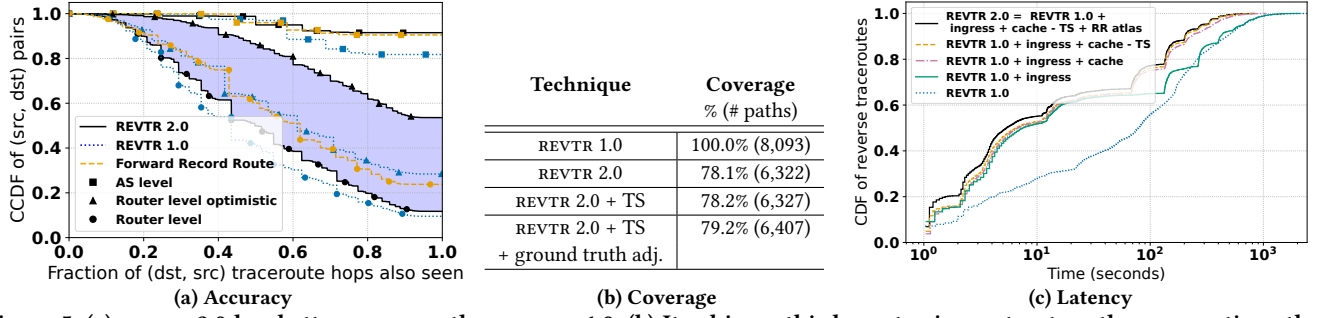 CCDF of (src, dst) pairs
1.0
0.8
0.6
0.4
0.2
0.0
REVTR 2.0
REVTR 1.0
Forward Record Route
AS level
Router level optimistic
Router level
0.0 0.2 0.4 0.6 0.8 1.0
Fraction of (dst, src) traceroute hops also seen
(a) Accuracy
Technique Coverage
% (# paths)
REVTR 1.0 100.0% (8,093)
REVTR 2.0 78.1% (6,322)
REVTR 2.0 + TS 78.2% (6,327)
REVTR 2.0 + TS 79.2% (6,407)
+ ground truth adj.
(b) Coverage
CDF of reverse traceroutes
1.0
0.8
0.6
0.4
0.2
0.0
REVTR 2.0 = REVTR 1.0 +
ingress + cache - TS + RR atlas
REVTR 1.0 + ingress + cache - TS
REVTR 1.0 + ingress + cache
REVTR 1.0 + ingress
REVTR 1.0
10⁰ 10¹ 10² 10³
Time (seconds)
(c) Latency